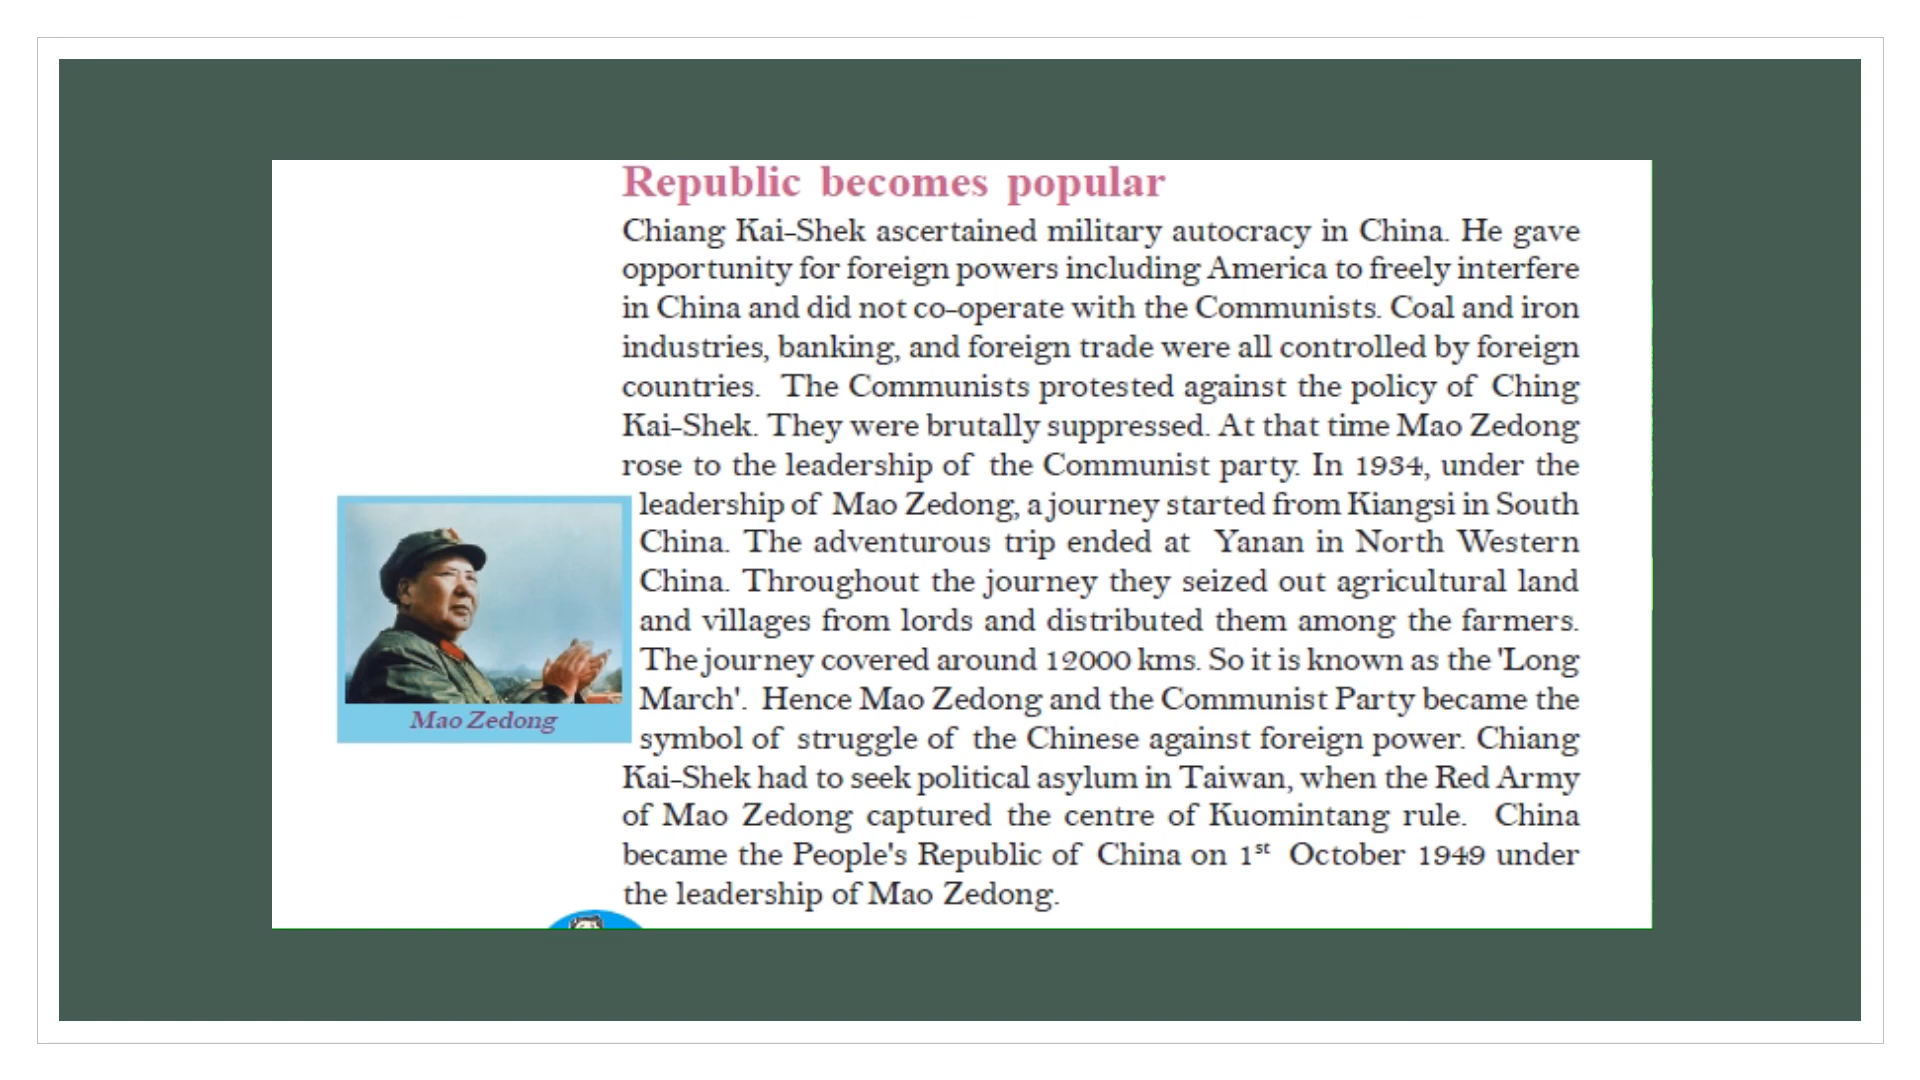 Republic becomes popular
Chiang Kai-Shek ascertained military autocracy in China. He gave
opportunity for foreign powers including America to freely interfere
in China and did not co-operate with the Communists. Coal and iron
industries, banking, and foreign trade were all controlled by foreign
countries. The Communists protested against the policy of Ching
Kai-Shek. They were brutally suppressed. At that time Mao Zedong
rose to the leadership of the Communist party. In 1934, under the
leadership of Mao Zedong, a journey started from Kiangsi in South
China. The adventurous trip ended at Yanan in North Western
China. Throughout the journey they seized out agricultural land
and villages from lords and distributed them among the farmers.
The journey covered around 12000 kms. So it is known as the 'Long
March'. Hence Mao Zedong and the Communist Party became the
symbol of struggle of the Chinese against foreign power. Chiang
Kai-Shek had to seek political asylum in Taiwan, when the Red Army
of Mao Zedong captured the centre of Kuomintang rule. China
became the People's Republic of China on 1st October 1949 under
the leadership of Mao Zedong.
Mao Zedong